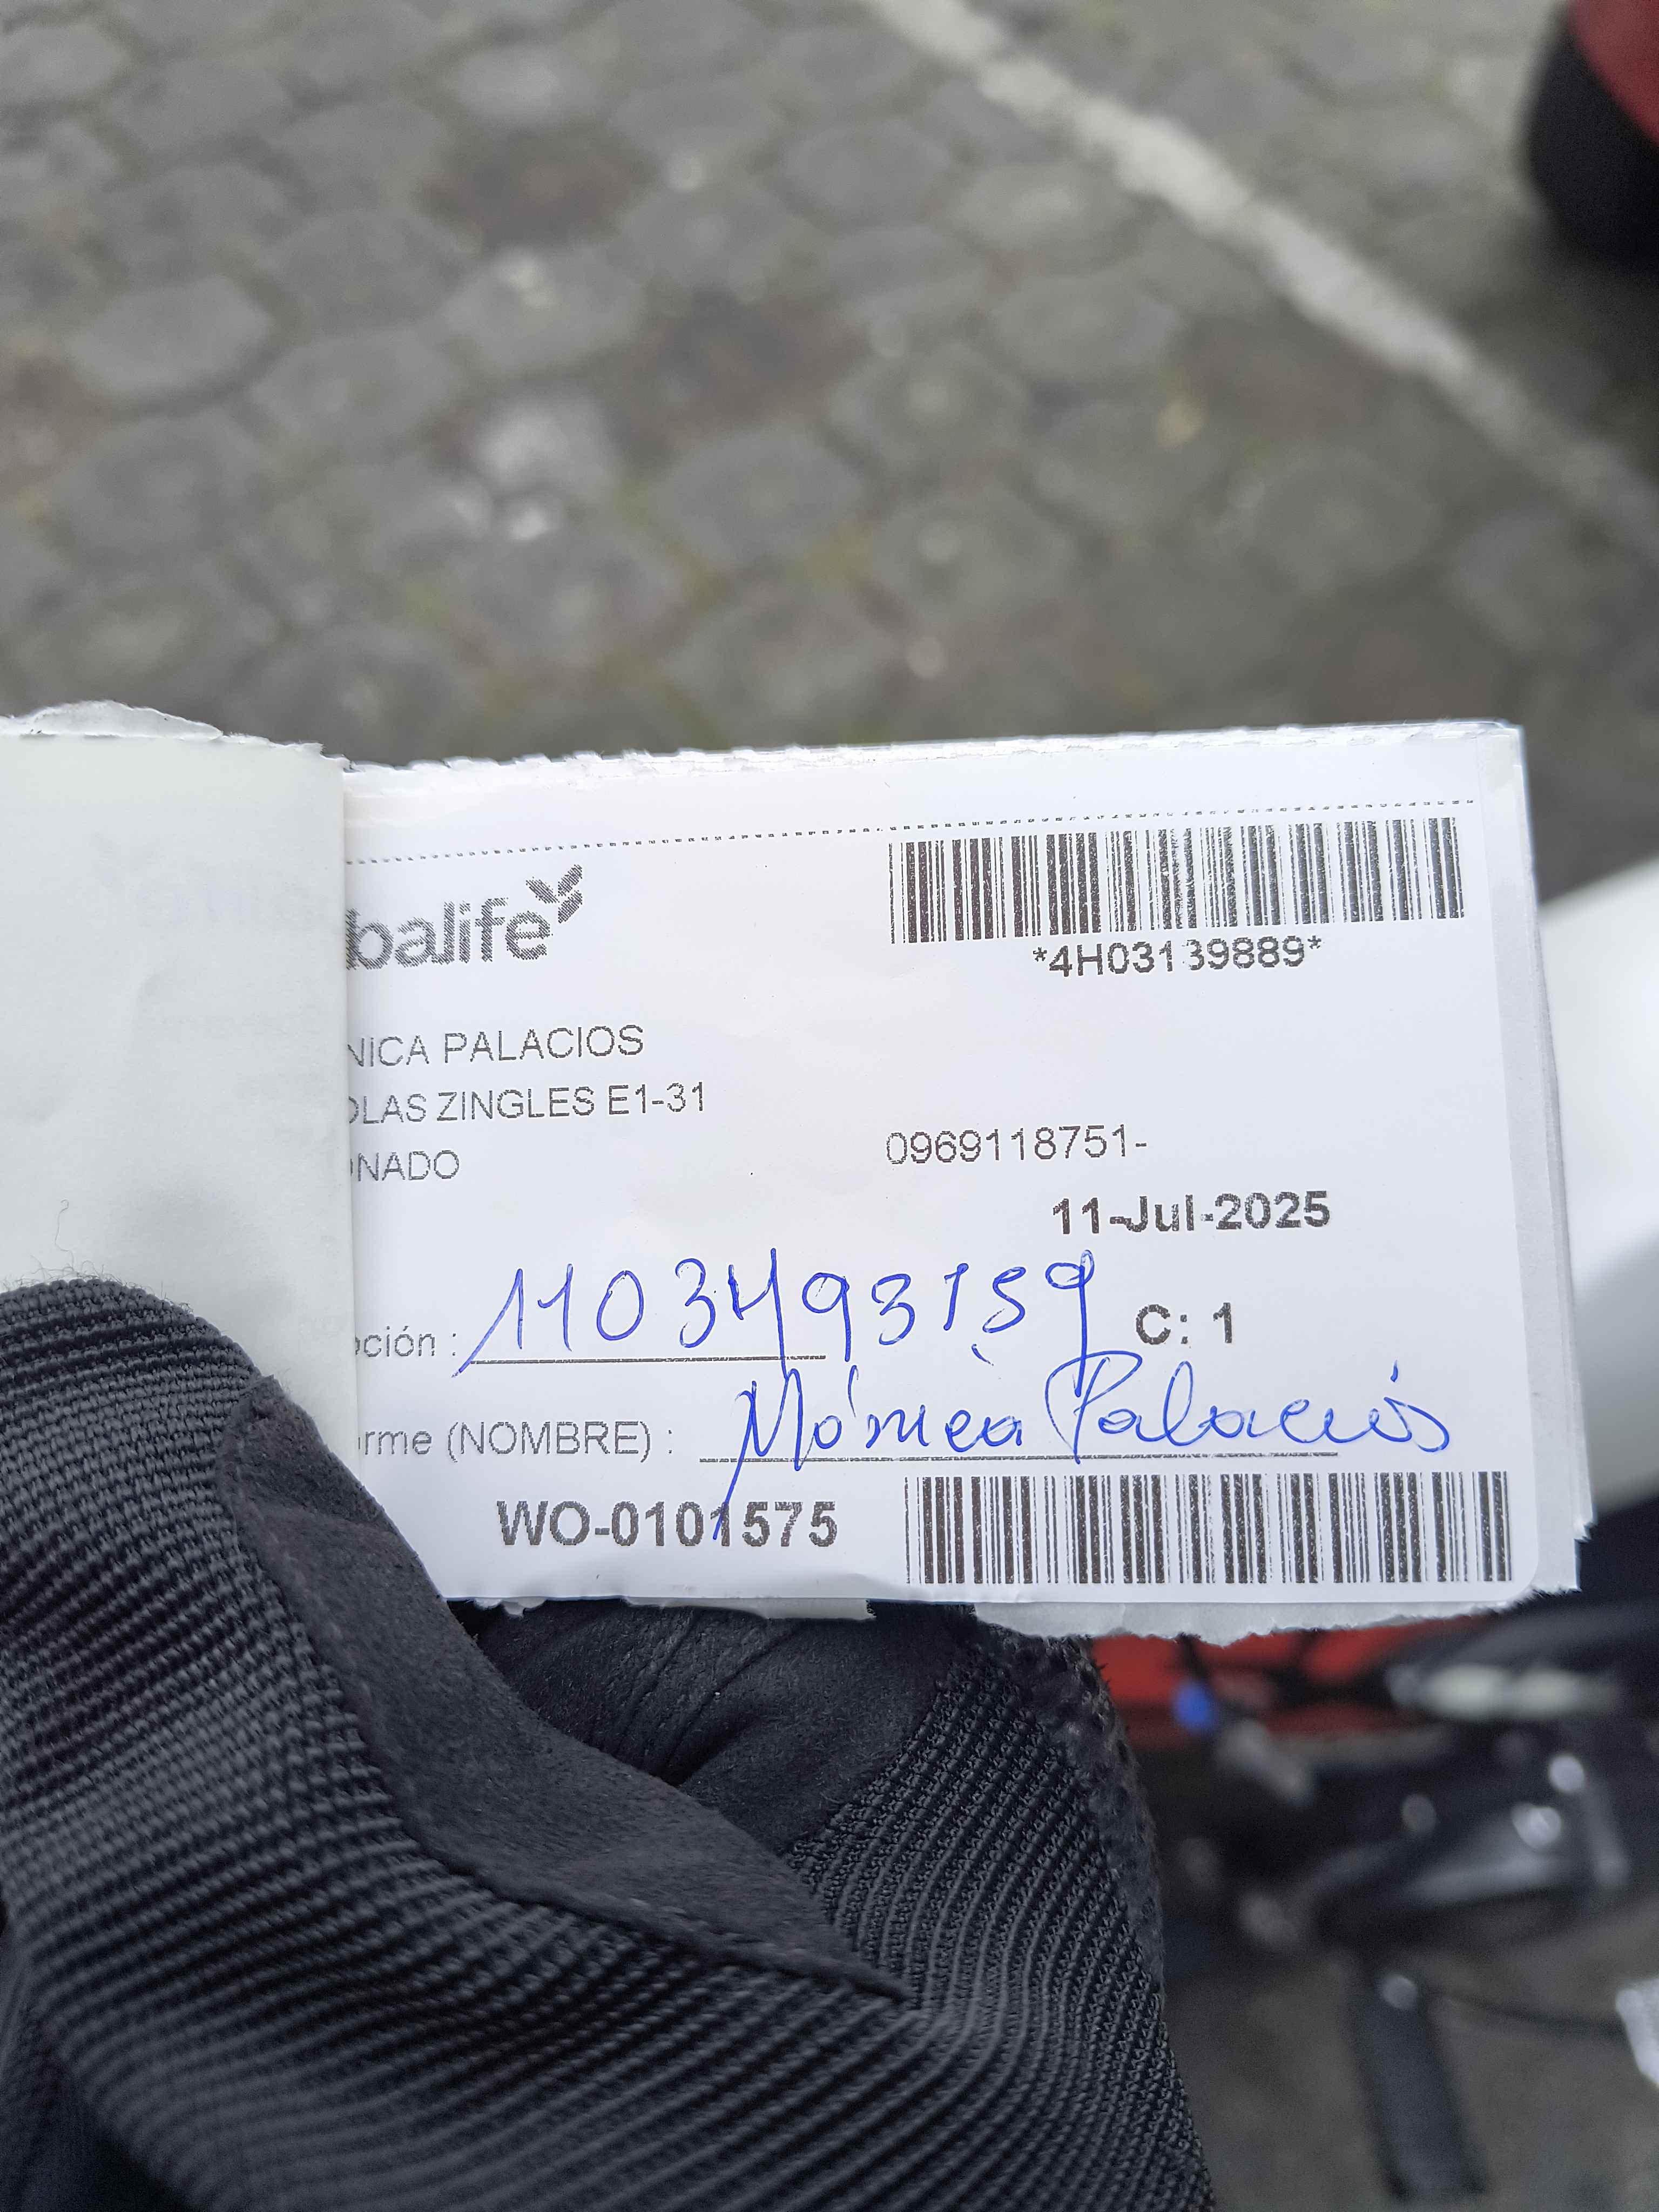 balife
*4H03139889*
NICA PALACIOS
OLAS ZINGLES E1-31
NADO
0969118751-
11-Jul-2025
pción : 1103493159 C: 1
rme (NOMBRE) : Mónica Palacios
WO-0101575